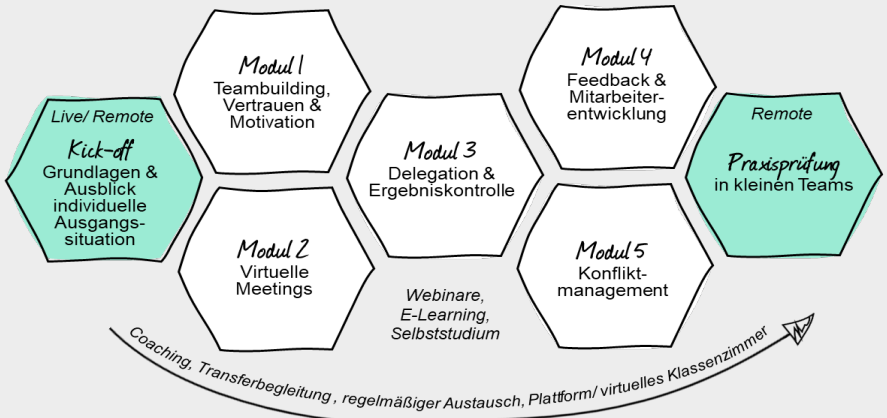 Live/ Remote
Kick-off
Grundlagen &
Ausblick
individuelle
Ausgangs-
situation
Modul 1
Teambuilding,
Vertrauen &
Motivation
Modul 2
Virtuelle
Meetings
Modul 3
Delegation &
Ergebniskontrolle
Webinare,
E-Learning,
Selbststudium
Modul 4
Feedback &
Mitarbeiter-
entwicklung
Modul 5
Konflikt-
management
Remote
Praxisprüfung
in kleinen Teams
Coaching, Transferbegleitung , regelmäßiger Austausch, Plattform/ virtuelles Klassenzimmer